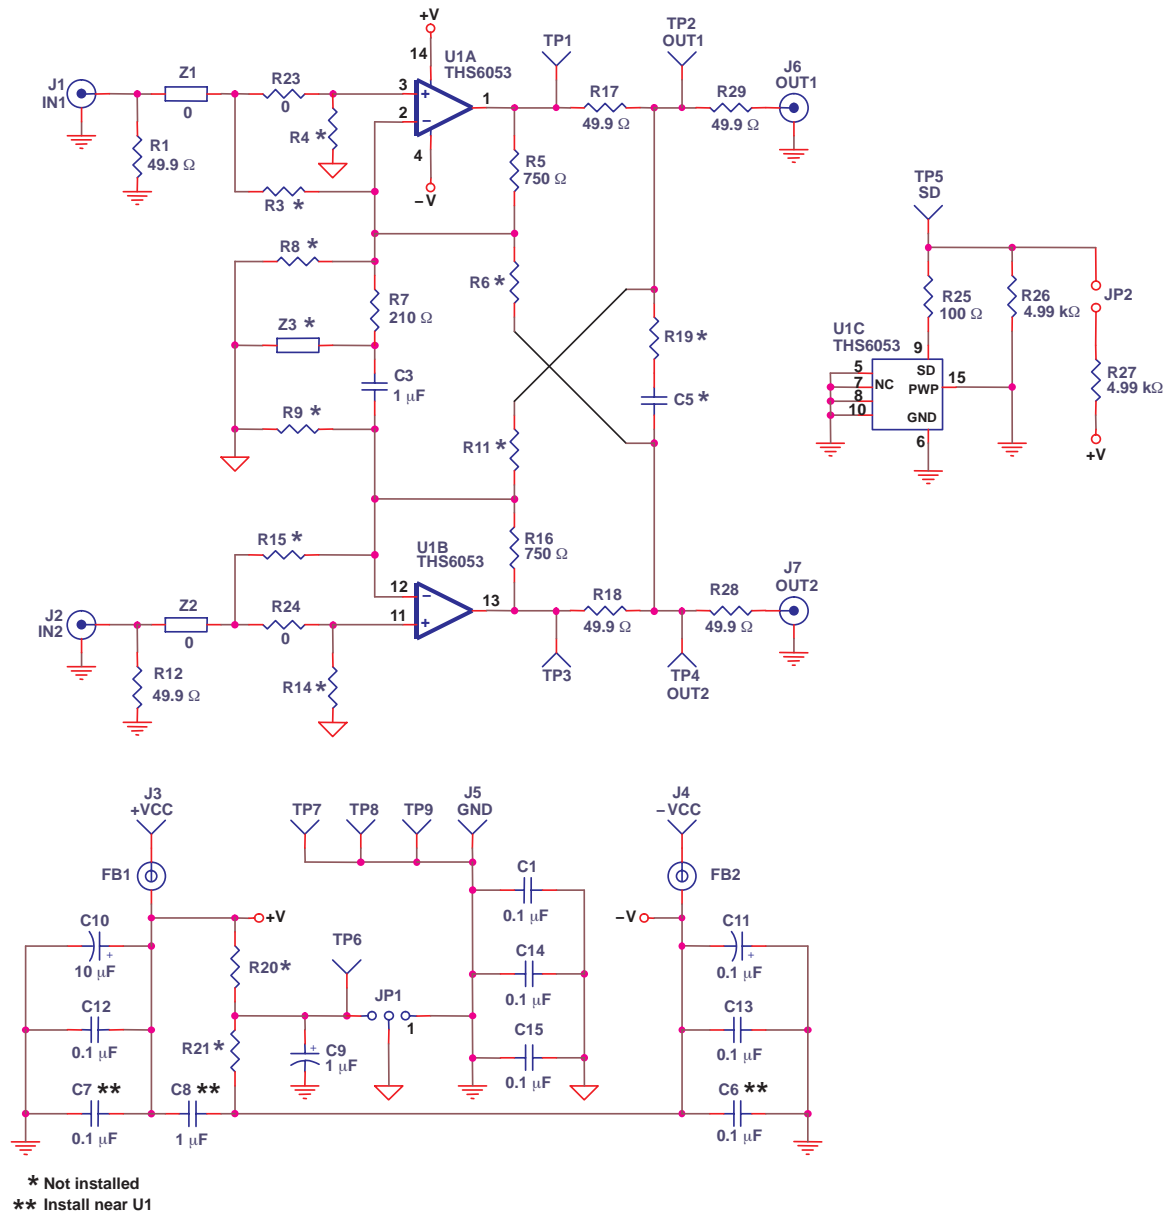 +V
14
U1A
THS6053
TP1
TP2
OUT1
J1
IN1
Z1
0
R23
0
3
+
2
−
1
R17
49.9 Ω
R29
49.9 Ω
J6
OUT1
R1
49.9 Ω
R4 *
4
−V
R5
750 Ω
R3 *
TP5
SD
R8 *
R6 *
R7
210 Ω
R25
100 Ω
R26
4.99 kΩ
JP2
Z3 *
R19 *
U1C
THS6053
9
5
7
8
10
NC
SD
PWP
GND
15
6
R27
4.99 kΩ
+V
C3
1 µF
C5 *
R9 *
R11 *
R15 *
U1B
THS6053
R16
750 Ω
12
−
11
+
13
J2
IN2
Z2
0
R24
0
R18
49.9 Ω
R28
49.9 Ω
J7
OUT2
R12
49.9 Ω
R14 *
TP3
TP4
OUT2
J3
+VCC
TP7
TP8
TP9
J5
GND
J4
−VCC
FB1
C1
0.1 µF
FB2
C10
+
10 µF
+V
−V
C11
+
0.1 µF
R20 *
TP6
C14
0.1 µF
C12
0.1 µF
JP1
1
C13
0.1 µF
R21 *
+
C9
1 µF
C15
0.1 µF
C7 **
0.1 µF
C8 **
1 µF
C6 **
0.1 µF
* Not installed
** Install near U1